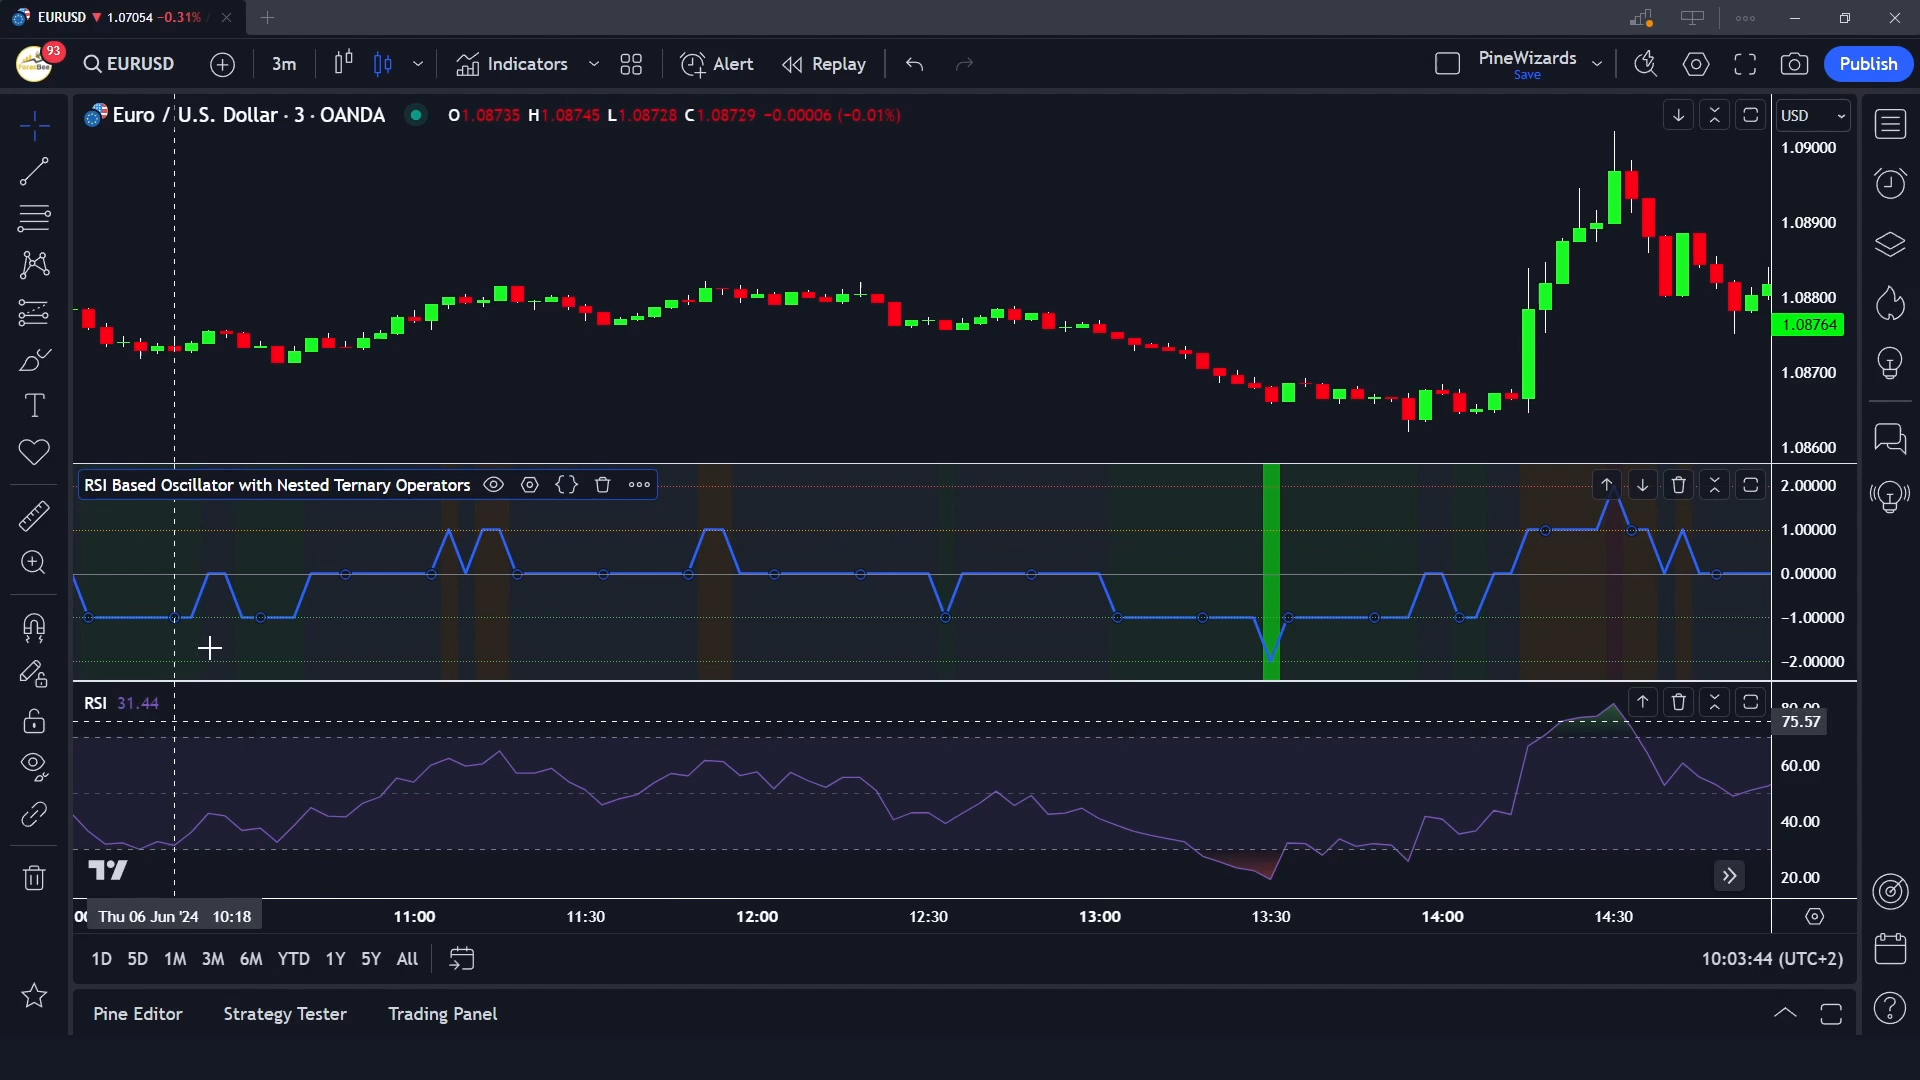 EURUSD ▼ 1.07054 −0.31% /
93
EURUSD 3m Indicators Alert Replay PineWizards Save Publish
Euro / U.S. Dollar · 3 · OANDA O1.08735 H1.08745 L1.08728 C1.08729 −0.00006 (−0.01%)
USD
1.09000
1.08900
1.08800
1.08764
1.08700
1.08600
RSI Based Oscillator with Nested Ternary Operators
2.00000
1.00000
0.00000
−1.00000
−2.00000
RSI 31.44
80.00
75.57
60.00
40.00
20.00
Thu 06 Jun '24 10:18 11:00 11:30 12:00 12:30 13:00 13:30 14:00 14:30
1D 5D 1M 3M 6M YTD 1Y 5Y All 10:03:44 (UTC+2)
Pine Editor Strategy Tester Trading Panel